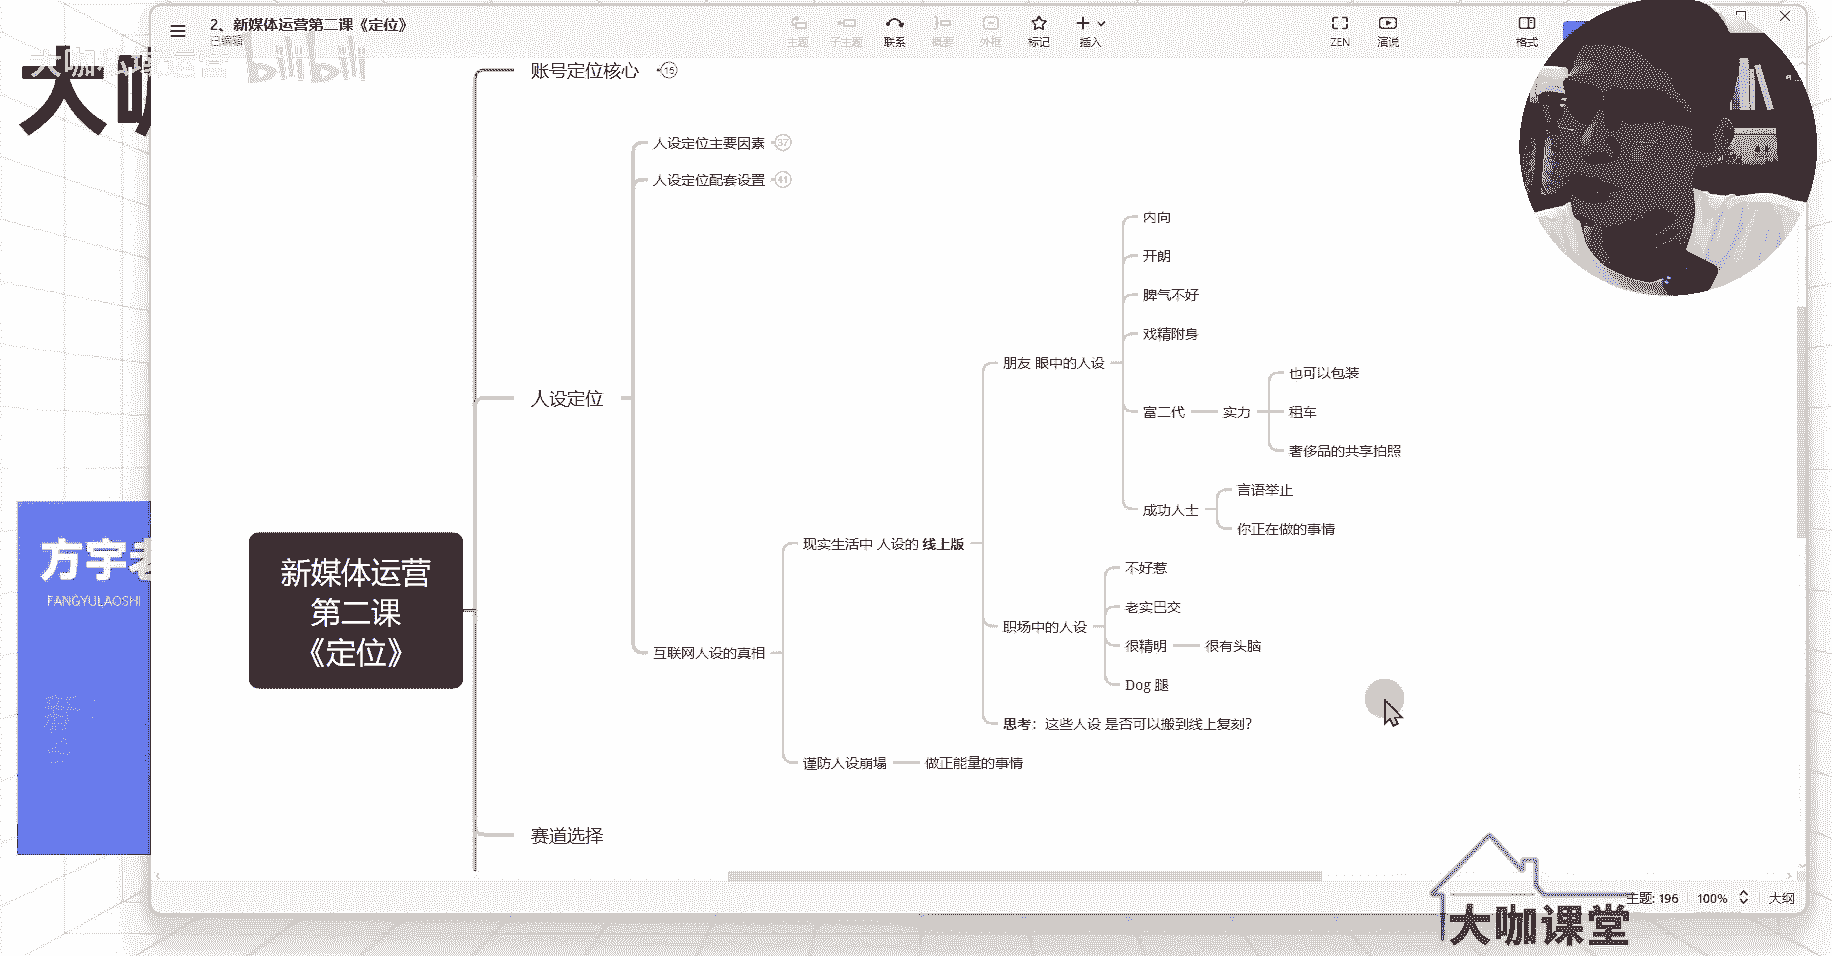 2、新媒体运营第二课《定位》
已编辑
主题
子主题
联系
概要
外框
标记
插入
ZEN
演说
格式
大咖私域运营
bilibili
大咖
账号定位核心
15
人设定位主要因素
37
人设定位配套设置
41
内向
开朗
脾气不好
戏精附身
朋友 眼中的人设
也可以包装
富二代
实力
租车
奢侈品的共享拍照
人设定位
言语举止
成功人士
你正在做的事情
现实生活中 人设的 线上版
不好惹
老实巴交
职场中的人设
很精明
很有头脑
互联网人设的真相
Dog 腿
思考：这些人设 是否可以搬到线上复刻？
谨防人设崩塌
做正能量的事情
新媒体运营
第二课
《定位》
赛道选择
方宇老
FANGYULAOSHI
主题: 196
100%
大纲
大咖课堂